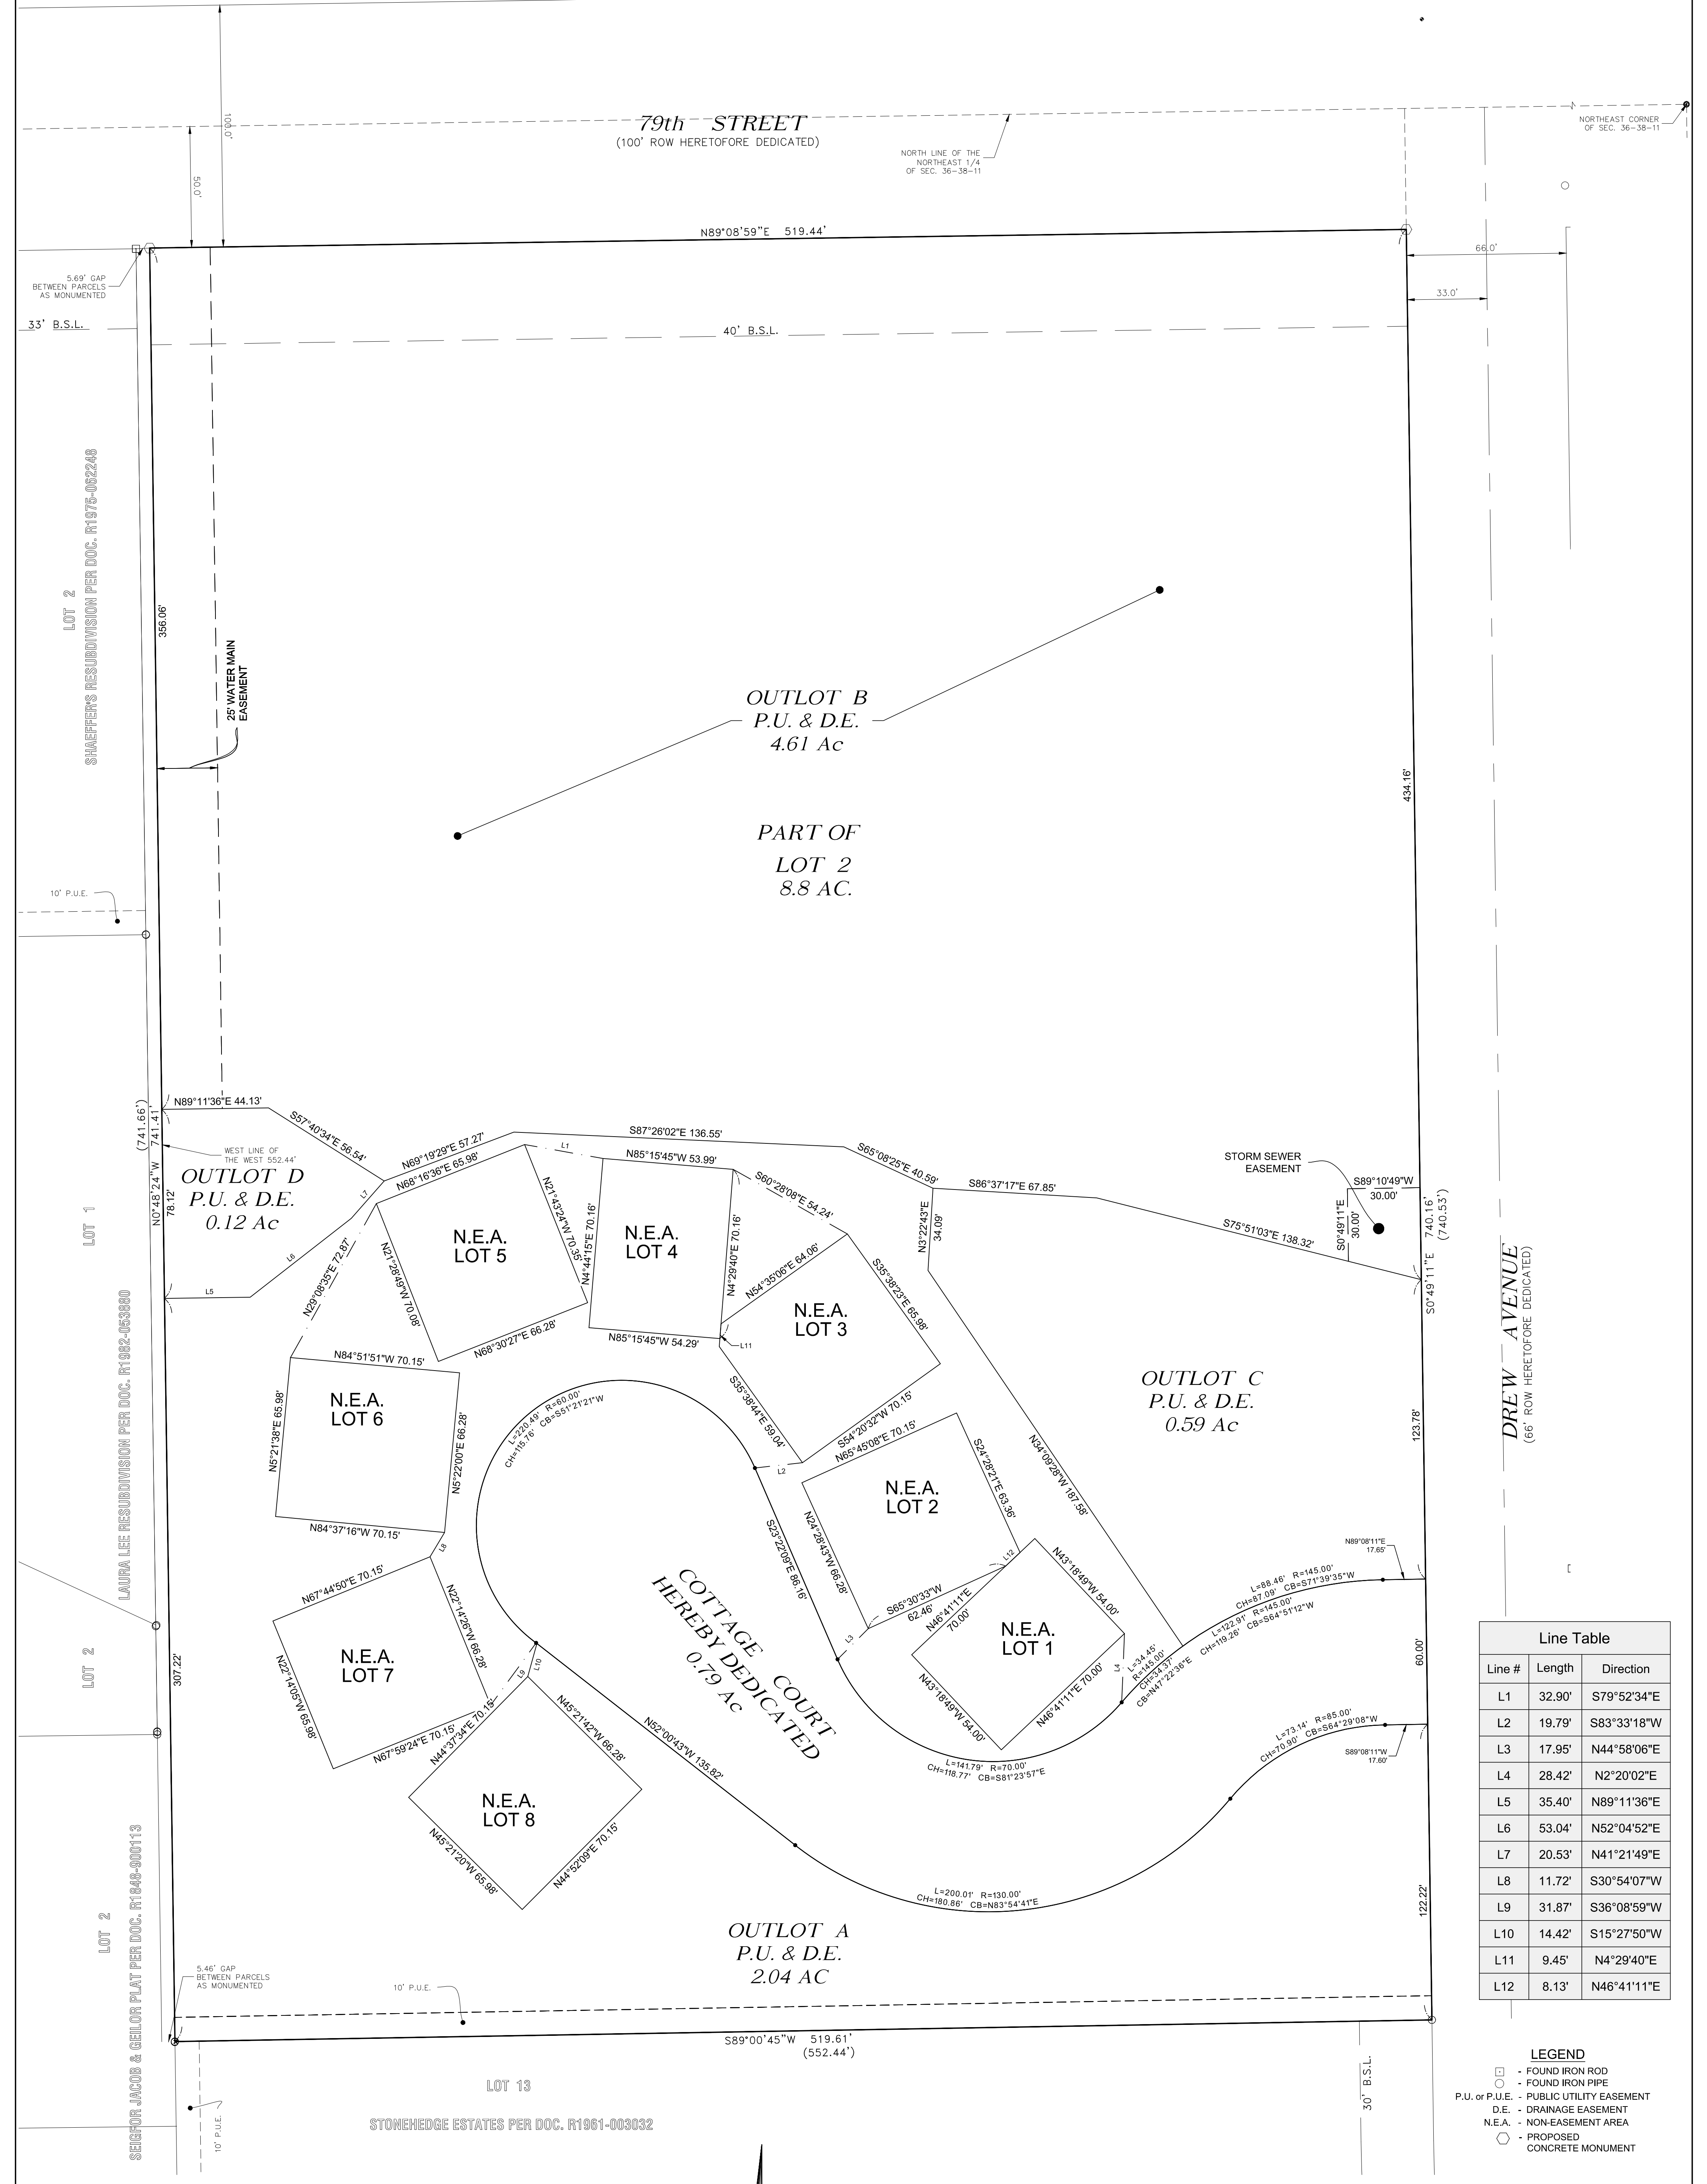 100.0'
50.0'
79th STREET
(100' ROW HERETOFORE DEDICATED)
NORTH LINE OF THE
NORTHEAST 1/4
OF SEC. 36-38-11
NORTHEAST CORNER
OF SEC. 36-38-11
N89°08'59"E 519.44'
66.0'
33.0'
5.69' GAP
BETWEEN PARCELS
AS MONUMENTED
33' B.S.L.
40' B.S.L.
LOT 2
SHAEFFER'S RESUBDIVISION PER DOC. R1975-062248
356.06'
25' WATER MAIN
EASEMENT
OUTLOT B
P.U. & D.E.
4.61 Ac
PART OF
LOT 2
8.8 AC.
434.16'
10' P.U.E.
N89°11'36"E 44.13'
S57°40'34"E 56.54'
(741.66')
N0°48'24"W 741.41'
WEST LINE OF
THE WEST 552.44'
OUTLOT D
P.U. & D.E.
0.12 Ac
78.12'
L7
L6
L5
N69°19'29"E 57.27'
S87°26'02"E 136.55'
S65°08'25"E 40.59'
S86°37'17"E 67.85'
S75°51'03"E 138.32'
STORM SEWER
EASEMENT
S89°10'49"W
30.00'
S0°49'11"E
30.00'
S0°49'11"E 740.16'
(740.53')
DREW AVENUE
(66' ROW HERETOFORE DEDICATED)
N68°16'36"E 65.98'
L1
N21°43'24"W 70.35'
N21°28'49"W 70.08'
N.E.A.
LOT 5
N68°30'27"E 66.28'
N29°08'35"E 72.87'
N85°15'45"W 53.99'
N4°44'15"E 70.16'
N.E.A.
LOT 4
N4°29'40"E 70.16'
N85°15'45"W 54.29'
S60°28'08"E 54.24'
N54°35'06"E 64.06'
N.E.A.
LOT 3
L11
S35°38'23"E 65.98'
S35°38'44"E 59.04'
S54°20'32"W 70.15'
N3°22'43"E
34.09'
N34°09'28"W 187.58'
OUTLOT C
P.U. & D.E.
0.59 Ac
123.78'
LOT 1
LAURA LEE RESUBDIVISION PER DOC. R1982-053880
LOT 2
N84°51'51"W 70.15'
N.E.A.
LOT 6
N5°21'38"E 65.98'
N5°22'00"E 66.28'
N84°37'16"W 70.15'
L8
L=220.49' R=60.00'
CH=115.76' CB=S51°21'21"W
L2
N65°45'08"E 70.15'
N.E.A.
LOT 2
S24°28'21"E 63.36'
N24°28'43"W 66.28'
S65°30'33"W
62.46'
L12
L3
S23°22'09"E 86.16'
N43°18'49"W 54.00'
N46°41'11"E
70.00'
N.E.A.
LOT 1
N46°41'11"E 70.00'
N43°18'49"W 54.00'
L4
L=34.45'
R=145.00'
CH=34.37'
CB=N47°22'36"E
L=88.46' R=145.00'
CH=87.09' CB=S71°39'35"W
L=122.91' R=145.00'
CH=119.26' CB=S64°51'12"W
N89°08'11"E
17.65'
60.00'
L=73.14' R=85.00'
CH=70.90' CB=S64°29'08"W
S89°08'11"W
17.60'
N67°44'50"E 70.15'
N.E.A.
LOT 7
N22°14'26"W 66.28'
N22°14'05"W 65.98'
N67°59'24"E 70.15'
L9
L10
N44°37'34"E 70.15'
N45°21'42"W 66.28'
N.E.A.
LOT 8
N45°21'20"W 65.98'
N44°52'09"E 70.15'
N52°00'43"W 135.82'
COTTAGE COURT
HEREBY DEDICATED
0.79 Ac
L=141.79' R=70.00'
CH=118.77' CB=S81°23'57"E
L=200.01' R=130.00'
CH=180.86' CB=N83°54'41"E
307.22'
122.22'
OUTLOT A
P.U. & D.E.
2.04 AC
LOT 2
SEIGFOR JACOB & GEILOR PLAT PER DOC. R1848-900113
5.46' GAP
BETWEEN PARCELS
AS MONUMENTED
10' P.U.E.
S89°00'45"W 519.61'
(552.44')
10' P.U.E.
LOT 13
STONEHEDGE ESTATES PER DOC. R1961-003032
30' B.S.L.
Line Table
Line # Length Direction
L1 32.90' S79°52'34"E
L2 19.79' S83°33'18"W
L3 17.95' N44°58'06"E
L4 28.42' N2°20'02"E
L5 35.40' N89°11'36"E
L6 53.04' N52°04'52"E
L7 20.53' N41°21'49"E
L8 11.72' S30°54'07"W
L9 31.87' S36°08'59"W
L10 14.42' S15°27'50"W
L11 9.45' N4°29'40"E
L12 8.13' N46°41'11"E
LEGEND
- FOUND IRON ROD
- FOUND IRON PIPE
P.U. or P.U.E. - PUBLIC UTILITY EASEMENT
D.E. - DRAINAGE EASEMENT
N.E.A. - NON-EASEMENT AREA
- PROPOSED
CONCRETE MONUMENT